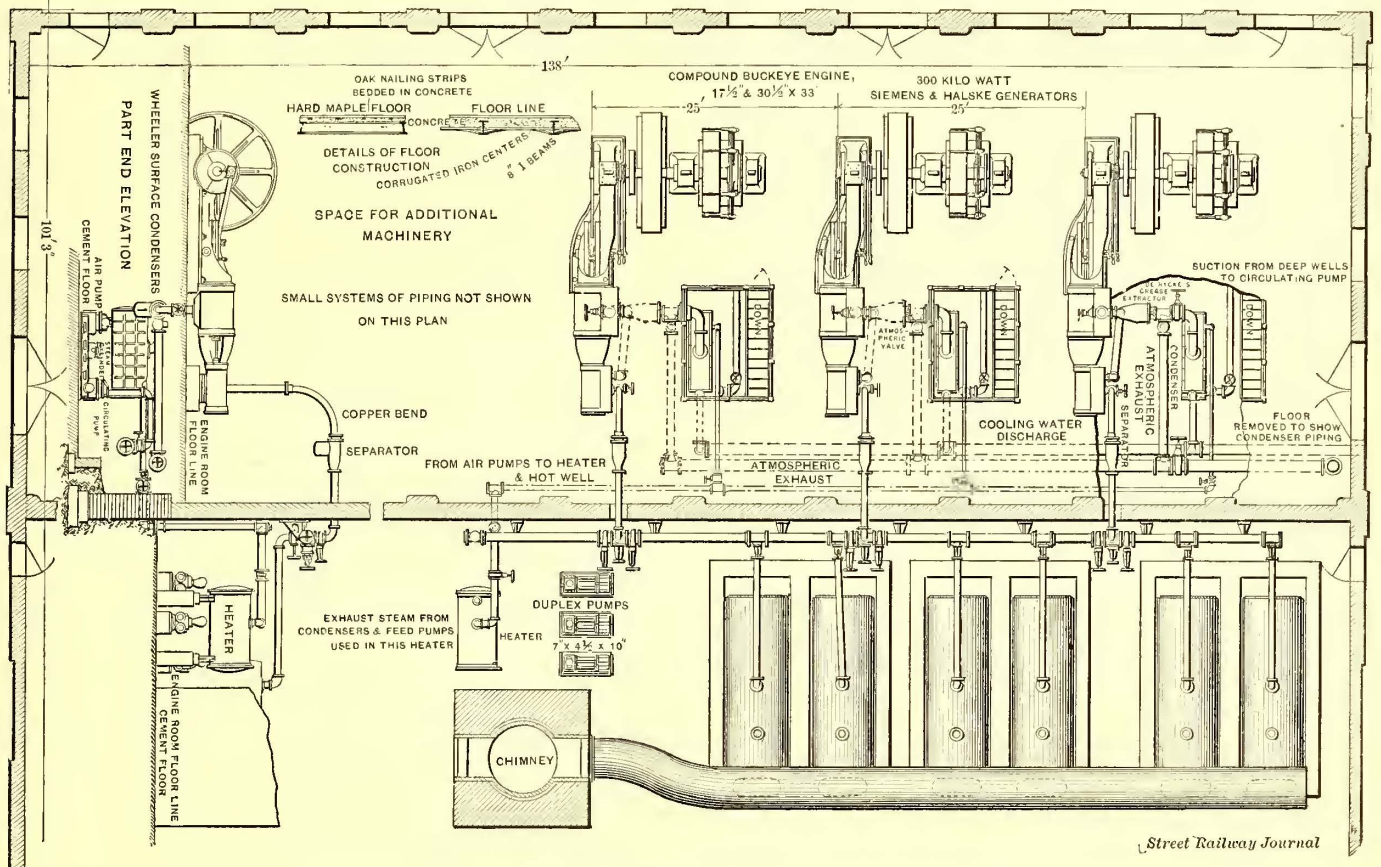 138'
101'3"
OAK NAILING STRIPS
BEDDED IN CONCRETE
HARD MAPLE FLOOR
CONCRETE
FLOOR LINE
DETAILS OF FLOOR
CONSTRUCTION
CORRUGATED IRON CENTERS
8" I BEAMS
COMPOUND BUCKEYE ENGINE,
17½" & 30½" X 33
25'
300 KILO WATT
SIEMENS & HALSKE GENERATORS
25'
PART END ELEVATION
WHEELER SURFACE CONDENSERS
CEMENT FLOOR
AIR PUMP
STEAM
CYLINDER
CIRCULATING
PUMP
SPACE FOR ADDITIONAL
MACHINERY
SMALL SYSTEMS OF PIPING NOT SHOWN
ON THIS PLAN
DOWN
ATMOS-
PHERIC
VALVE
DOWN
SUCTION FROM DEEP WELLS
TO CIRCULATING PUMP
GREASE
EXTRACTOR
DOWN
CONDENSER
ATMOSPHERIC
EXHAUST
SEPARATOR
FLOOR
REMOVED TO SHOW
CONDENSER PIPING
ENGINE ROOM
FLOOR LINE
COPPER BEND
SEPARATOR
COOLING WATER
DISCHARGE
FROM AIR PUMPS TO HEATER
& HOT WELL
ATMOSPHERIC
EXHAUST
HEATER
ENGINE ROOM FLOOR LINE
CEMENT FLOOR
EXHAUST STEAM FROM
CONDENSERS & FEED PUMPS
USED IN THIS HEATER
HEATER
DUPLEX PUMPS
7" X 4½ X 10"
CHIMNEY
Street Railway Journal